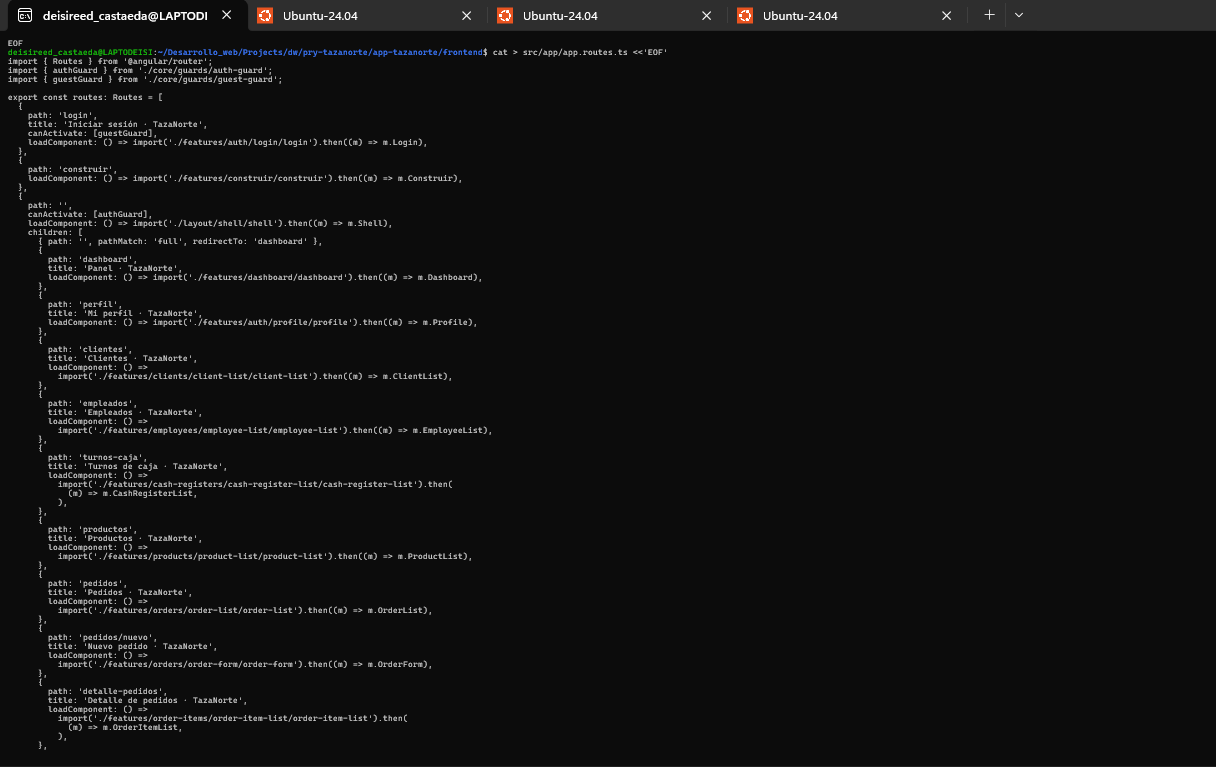 deisireed_castaeda@LAPTODI
Ubuntu-24.04
Ubuntu-24.04
Ubuntu-24.04
EOF
deisireed_castaeda@LAPTODEISI:~/Desarrollo_web/Projects/dw/pry-tazanorte/app-tazanorte/frontend$ cat > src/app/app.routes.ts <<'EOF'
import { Routes } from '@angular/router';
import { authGuard } from './core/guards/auth-guard';
import { guestGuard } from './core/guards/guest-guard';

export const routes: Routes = [
  {
    path: 'login',
    title: 'Iniciar sesión · TazaNorte',
    canActivate: [guestGuard],
    loadComponent: () => import('./features/auth/login/login').then((m) => m.Login),
  },
  {
    path: 'construir',
    loadComponent: () => import('./features/construir/construir').then((m) => m.Construir),
  },
  {
    path: '',
    canActivate: [authGuard],
    loadComponent: () => import('./layout/shell/shell').then((m) => m.Shell),
    children: [
      { path: '', pathMatch: 'full', redirectTo: 'dashboard' },
      {
        path: 'dashboard',
        title: 'Panel · TazaNorte',
        loadComponent: () => import('./features/dashboard/dashboard').then((m) => m.Dashboard),
      },
      {
        path: 'perfil',
        title: 'Mi perfil · TazaNorte',
        loadComponent: () => import('./features/auth/profile/profile').then((m) => m.Profile),
      },
      {
        path: 'clientes',
        title: 'Clientes · TazaNorte',
        loadComponent: () =>
          import('./features/clients/client-list/client-list').then((m) => m.ClientList),
      },
      {
        path: 'empleados',
        title: 'Empleados · TazaNorte',
        loadComponent: () =>
          import('./features/employees/employee-list/employee-list').then((m) => m.EmployeeList),
      },
      {
        path: 'turnos-caja',
        title: 'Turnos de caja · TazaNorte',
        loadComponent: () =>
          import('./features/cash-registers/cash-register-list/cash-register-list').then(
            (m) => m.CashRegisterList,
          ),
      },
      {
        path: 'productos',
        title: 'Productos · TazaNorte',
        loadComponent: () =>
          import('./features/products/product-list/product-list').then((m) => m.ProductList),
      },
      {
        path: 'pedidos',
        title: 'Pedidos · TazaNorte',
        loadComponent: () =>
          import('./features/orders/order-list/order-list').then((m) => m.OrderList),
      },
      {
        path: 'pedidos/nuevo',
        title: 'Nuevo pedido · TazaNorte',
        loadComponent: () =>
          import('./features/orders/order-form/order-form').then((m) => m.OrderForm),
      },
      {
        path: 'detalle-pedidos',
        title: 'Detalle de pedidos · TazaNorte',
        loadComponent: () =>
          import('./features/order-items/order-item-list/order-item-list').then(
            (m) => m.OrderItemList,
          ),
      },